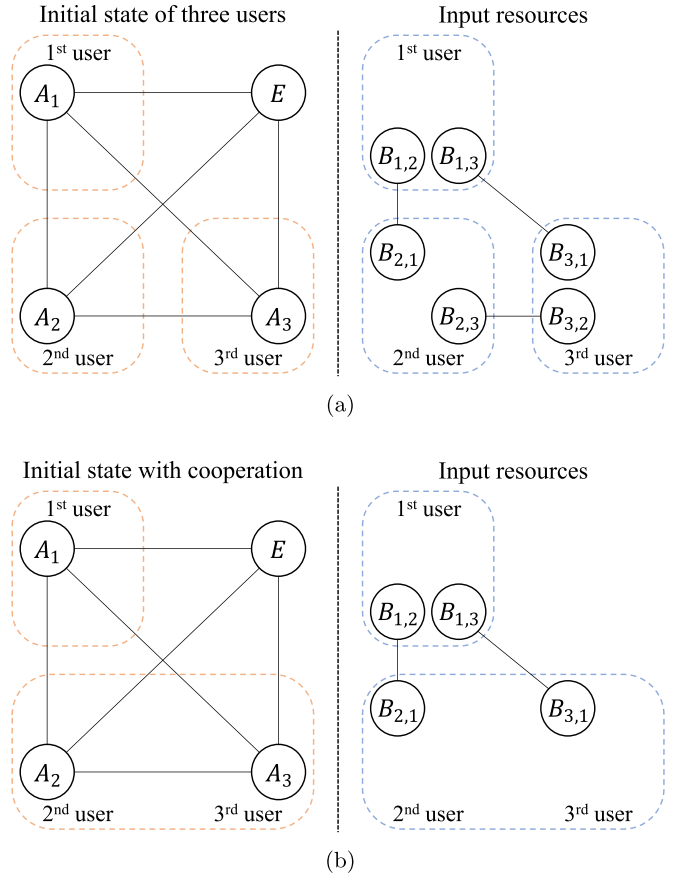 Initial state of three users
Input resources
1st user
1st user
A1
E
B1,2
B1,3
B2,1
B3,1
A2
A3
B2,3
B3,2
2nd user
3rd user
2nd user
3rd user
(a)
Initial state with cooperation
Input resources
1st user
1st user
A1
E
B1,2
B1,3
B2,1
B3,1
A2
A3
2nd user
3rd user
2nd user
3rd user
(b)